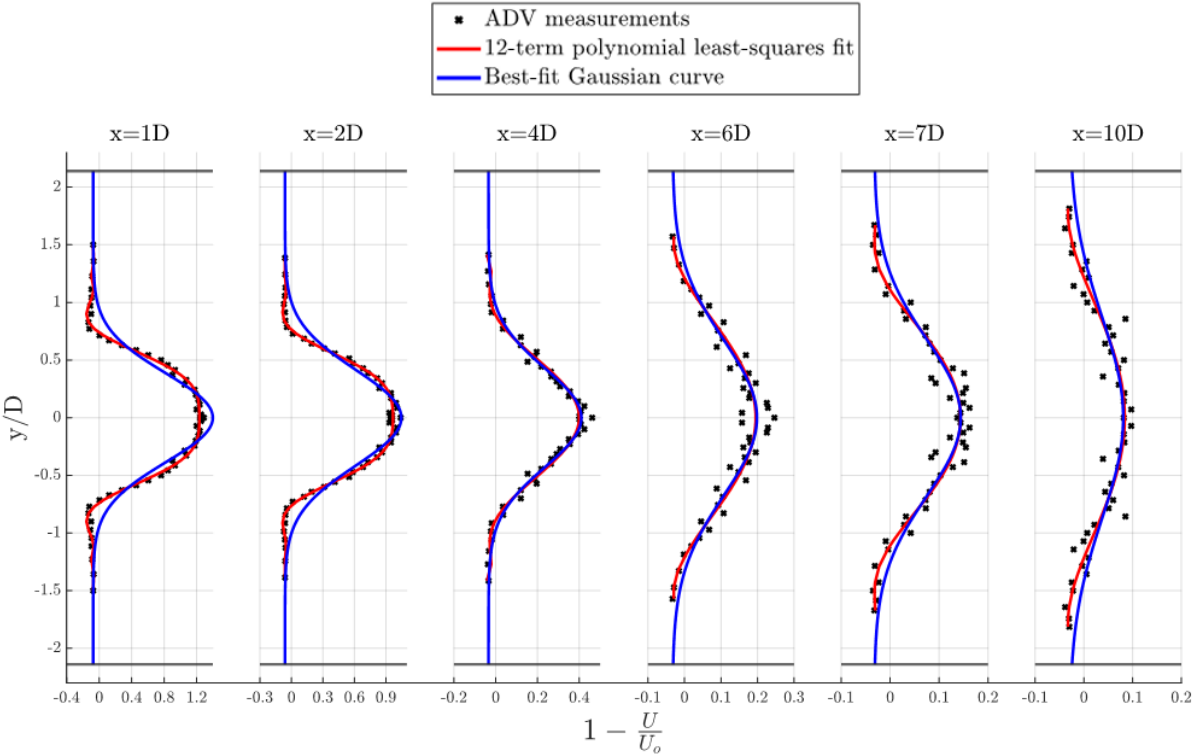 ADV measurements
12-term polynomial least-squares fit
Best-fit Gaussian curve
x=1D x=2D x=4D x=6D x=7D x=10D
2
1.5
1
0.5
0
-0.5
-1
-1.5
-2
y/D
-0.4 0 0.4 0.8 1.2
-0.3 0 0.3 0.6 0.9
-0.2 0 0.2 0.4
-0.1 0 0.1 0.2 0.3
-0.1 0 0.1 0.2
-0.1 0 0.1 0.2
1 − U/Uo